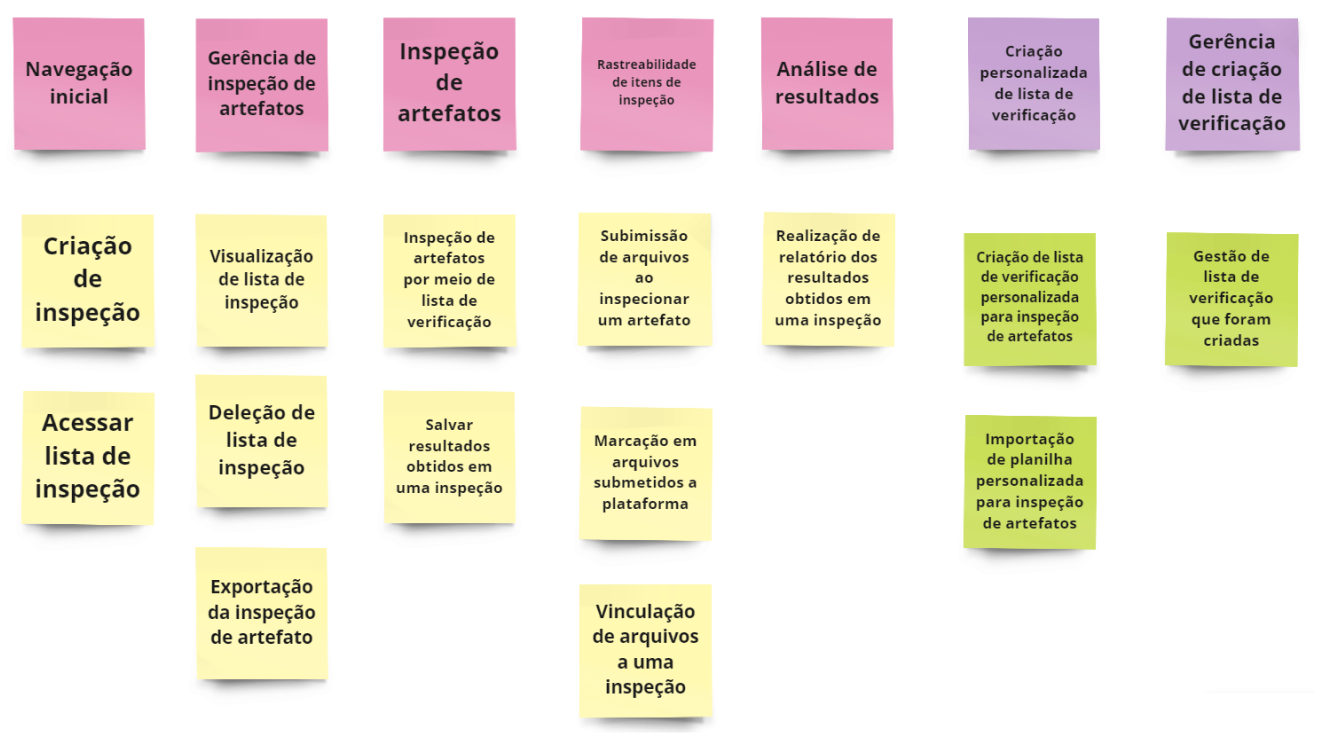 Navegação
inicial
Gerência de
inspeção de
artefatos
Inspeção
de
artefatos
Rastreabilidade
de itens de
inspeção
Análise de
resultados
Criação
personalizada
de lista de
verificação
Gerência
de criação
de lista de
verificação
Criação
de
inspeção
Visualização
de lista de
inspeção
Inspeção de
artefatos
por meio de
lista de
verificação
Subimissão
de arquivos
ao
inspecionar
um artefato
Realização de
relatório dos
resultados
obtidos em
uma inspeção
Criação de lista
de verificação
personalizada
para inspeção
de artefatos
Gestão de
lista de
verificação
que foram
criadas
Acessar
lista de
inspeção
Deleção de
lista de
inspeção
Salvar
resultados
obtidos em
uma inspeção
Marcação em
arquivos
submetidos a
plataforma
Importação
de planilha
personalizada
para inspeção
de artefatos
Exportação
da inspeção
de artefato
Vinculação
de arquivos
a uma
inspeção